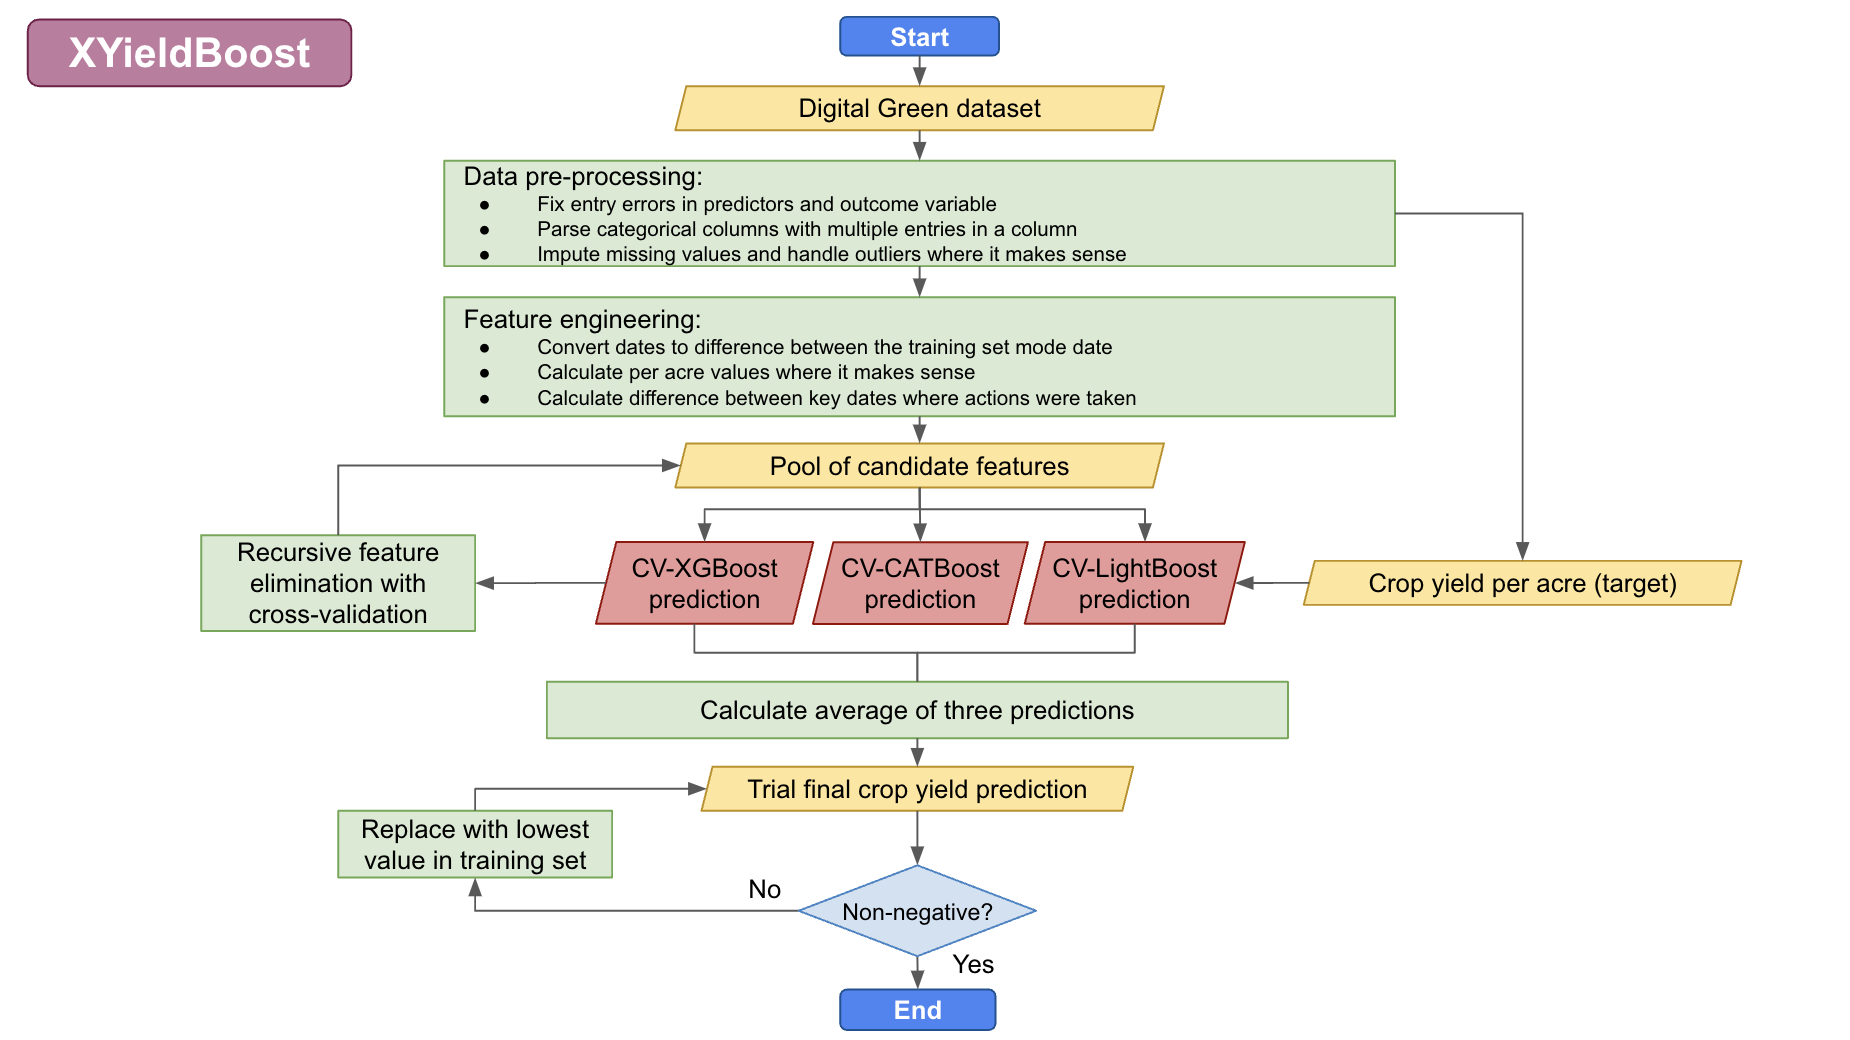 XYieldBoost
Start
Digital Green dataset
Data pre-processing:
● Fix entry errors in predictors and outcome variable
● Parse categorical columns with multiple entries in a column
● Impute missing values and handle outliers where it makes sense
Feature engineering:
● Convert dates to difference between the training set mode date
● Calculate per acre values where it makes sense
● Calculate difference between key dates where actions were taken
Pool of candidate features
Recursive feature
elimination with
cross-validation
CV-XGBoost
prediction
CV-CATBoost
prediction
CV-LightBoost
prediction
Crop yield per acre (target)
Calculate average of three predictions
Trial final crop yield prediction
Replace with lowest
value in training set
No
Non-negative?
Yes
End